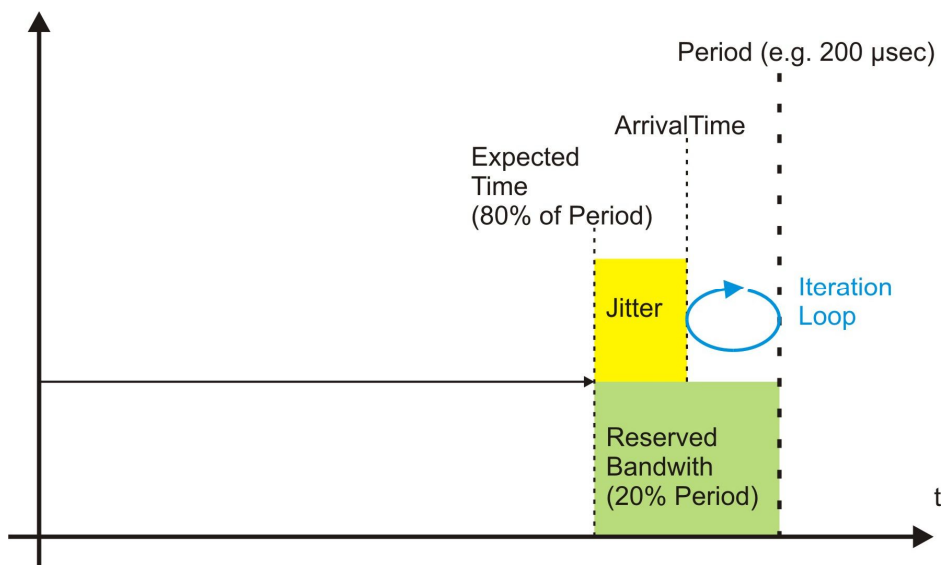 Period (e.g. 200 µsec)
ArrivalTime
Expected
Time
(80% of Period)
Iteration
Loop
Jitter
Reserved
Bandwith
(20% Period)
t